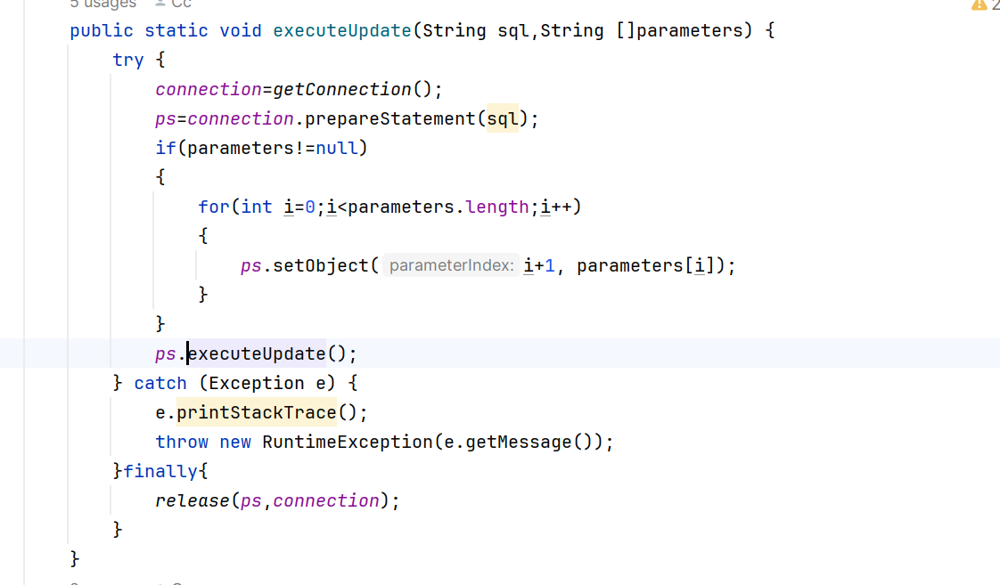 5 usages Cc
2
public static void executeUpdate(String sql,String []parameters) {
try {
connection=getConnection();
ps=connection.prepareStatement(sql);
if(parameters!=null)
{
for(int i=0;i<parameters.length;i++)
{
ps.setObject( parameterIndex: i+1, parameters[i]);
}
}
ps.executeUpdate();
} catch (Exception e) {
e.printStackTrace();
throw new RuntimeException(e.getMessage());
}finally{
release(ps,connection);
}
}